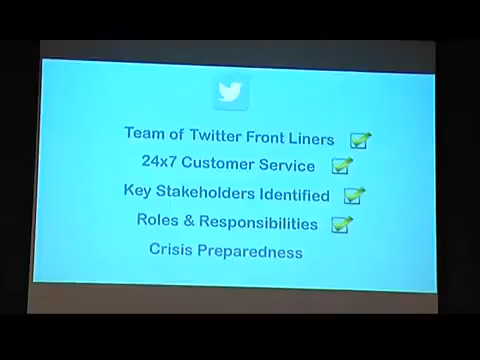 Team of Twitter Front Liners
24x7 Customer Service
Key Stakeholders Identified
Roles & Responsibilities
Crisis Preparedness